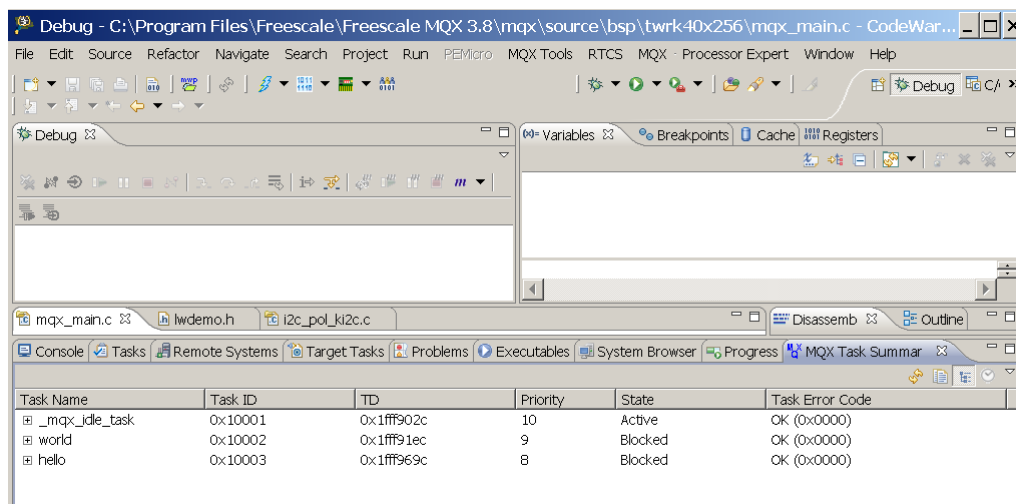 Debug - C:\Program Files\Freescale\Freescale MQX 3.8\mqx\source\bsp\twrk40x256\mqx_main.c - CodeWar...
File Edit Source Refactor Navigate Search Project Run PEMicro MQX Tools RTCS MQX - Processor Expert Window Help
Debug C/
Debug
Variables Breakpoints Cache Registers
mqx_main.c lwdemo.h i2c_pol_ki2c.c Disassemb Outline
Console Tasks Remote Systems Target Tasks Problems Executables System Browser Progress MQX Task Summar
Task Name Task ID TD Priority State Task Error Code
_mqx_idle_task 0x10001 0x1fff902c 10 Active OK (0x0000)
world 0x10002 0x1fff91ec 9 Blocked OK (0x0000)
hello 0x10003 0x1fff969c 8 Blocked OK (0x0000)